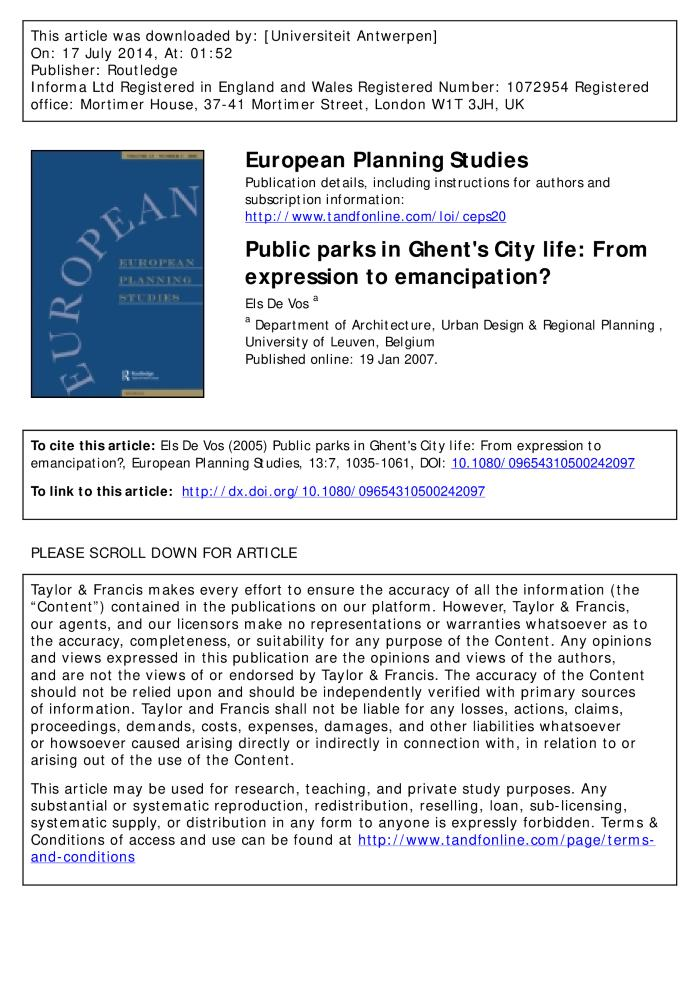 This article was downloaded by: [Universiteit Antwerpen]
On: 17 July 2014, At: 01:52
Publisher: Routledge
Informa Ltd Registered in England and Wales Registered Number: 1072954 Registered
office: Mortimer House, 37-41 Mortimer Street, London W1T 3JH, UK
EUROPEAN
EUROPEAN
PLANNING
STUDIES
Routledge
European Planning Studies
Publication details, including instructions for authors and
subscription information:
http://www.tandfonline.com/loi/ceps20
Public parks in Ghent's City life: From
expression to emancipation?
Els De Vos a
a Department of Architecture, Urban Design & Regional Planning ,
University of Leuven, Belgium
Published online: 19 Jan 2007.
To cite this article: Els De Vos (2005) Public parks in Ghent's City life: From expression to
emancipation?, European Planning Studies, 13:7, 1035-1061, DOI: 10.1080/09654310500242097
To link to this article: http://dx.doi.org/10.1080/09654310500242097
PLEASE SCROLL DOWN FOR ARTICLE
Taylor & Francis makes every effort to ensure the accuracy of all the information (the
“Content”) contained in the publications on our platform. However, Taylor & Francis,
our agents, and our licensors make no representations or warranties whatsoever as to
the accuracy, completeness, or suitability for any purpose of the Content. Any opinions
and views expressed in this publication are the opinions and views of the authors,
and are not the views of or endorsed by Taylor & Francis. The accuracy of the Content
should not be relied upon and should be independently verified with primary sources
of information. Taylor and Francis shall not be liable for any losses, actions, claims,
proceedings, demands, costs, expenses, damages, and other liabilities whatsoever
or howsoever caused arising directly or indirectly in connection with, in relation to or
arising out of the use of the Content.
This article may be used for research, teaching, and private study purposes. Any
substantial or systematic reproduction, redistribution, reselling, loan, sub-licensing,
systematic supply, or distribution in any form to anyone is expressly forbidden. Terms &
Conditions of access and use can be found at http://www.tandfonline.com/page/terms-
and-conditions